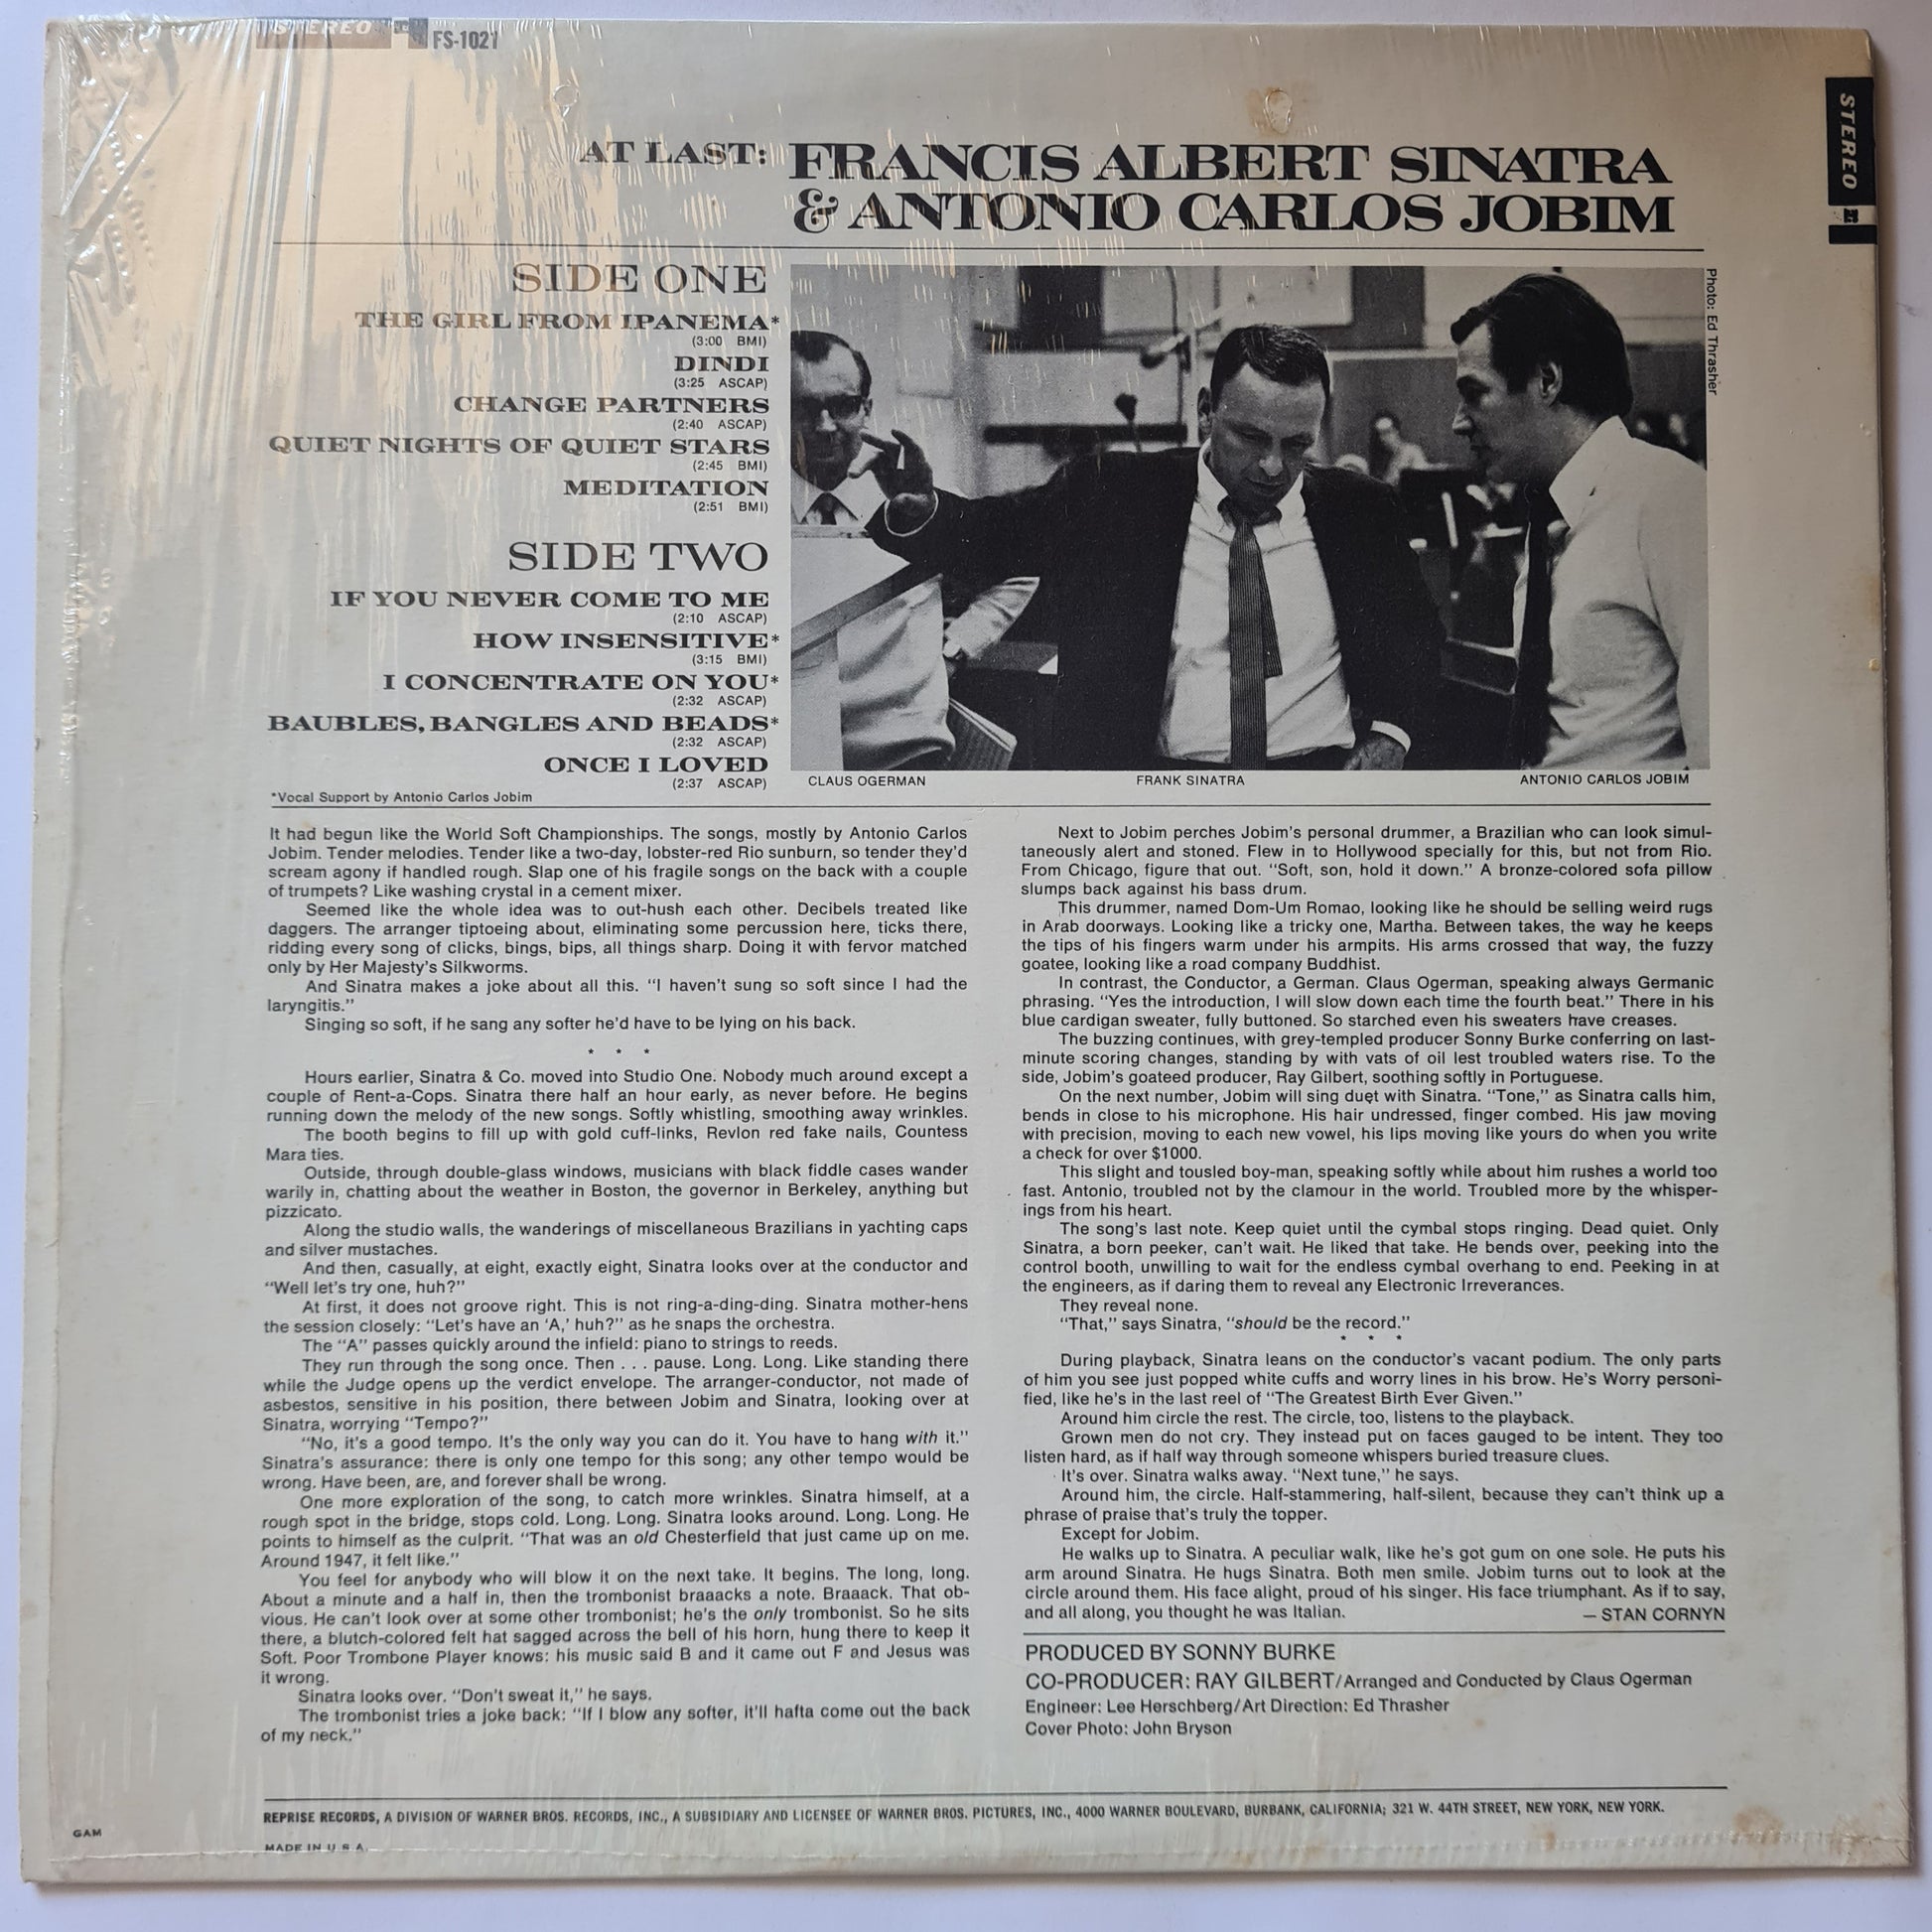 STEREO
FS-1021
STEREO
AT LAST: FRANCIS ALBERT SINATRA
& ANTONIO CARLOS JOBIM
SIDE ONE
THE GIRL FROM IPANEMA*
(3:00 BMI)
DINDI
(3:25 ASCAP)
CHANGE PARTNERS
(2:40 ASCAP)
QUIET NIGHTS OF QUIET STARS
(2:45 BMI)
MEDITATION
(2:51 BMI)
SIDE TWO
IF YOU NEVER COME TO ME
(2:10 ASCAP)
HOW INSENSITIVE*
(3:15 BMI)
I CONCENTRATE ON YOU*
(2:32 ASCAP)
BAUBLES, BANGLES AND BEADS*
(2:32 ASCAP)
ONCE I LOVED
(2:37 ASCAP)
*Vocal Support by Antonio Carlos Jobim
Photo: Ed Thrasher
CLAUS OGERMAN
FRANK SINATRA
ANTONIO CARLOS JOBIM
It had begun like the World Soft Championships. The songs, mostly by Antonio Carlos
Jobim. Tender melodies. Tender like a two-day, lobster-red Rio sunburn, so tender they'd
scream agony if handled rough. Slap one of his fragile songs on the back with a couple
of trumpets? Like washing crystal in a cement mixer.
Seemed like the whole idea was to out-hush each other. Decibels treated like
daggers. The arranger tiptoeing about, eliminating some percussion here, ticks there,
ridding every song of clicks, bings, bips, all things sharp. Doing it with fervor matched
only by Her Majesty's Silkworms.
And Sinatra makes a joke about all this. "I haven't sung so soft since I had the
laryngitis."
Singing so soft, if he sang any softer he'd have to be lying on his back.
* * *
Hours earlier, Sinatra & Co. moved into Studio One. Nobody much around except a
couple of Rent-a-Cops. Sinatra there half an hour early, as never before. He begins
running down the melody of the new songs. Softly whistling, smoothing away wrinkles.
The booth begins to fill up with gold cuff-links, Revlon red fake nails, Countess
Mara ties.
Outside, through double-glass windows, musicians with black fiddle cases wander
warily in, chatting about the weather in Boston, the governor in Berkeley, anything but
pizzicato.
Along the studio walls, the wanderings of miscellaneous Brazilians in yachting caps
and silver mustaches.
And then, casually, at eight, exactly eight, Sinatra looks over at the conductor and
"Well let's try one, huh?"
At first, it does not groove right. This is not ring-a-ding-ding. Sinatra mother-hens
the session closely: "Let's have an 'A,' huh?" as he snaps the orchestra.
The "A" passes quickly around the infield: piano to strings to reeds.
They run through the song once. Then . . . pause. Long. Long. Like standing there
while the Judge opens up the verdict envelope. The arranger-conductor, not made of
asbestos, sensitive in his position, there between Jobim and Sinatra, looking over at
Sinatra, worrying "Tempo?"
"No, it's a good tempo. It's the only way you can do it. You have to hang with it."
Sinatra's assurance: there is only one tempo for this song; any other tempo would be
wrong. Have been, are, and forever shall be wrong.
One more exploration of the song, to catch more wrinkles. Sinatra himself, at a
rough spot in the bridge, stops cold. Long. Long. Sinatra looks around. Long. Long. He
points to himself as the culprit. "That was an old Chesterfield that just came up on me.
Around 1947, it felt like."
You feel for anybody who will blow it on the next take. It begins. The long, long.
About a minute and a half in, then the trombonist braaacks a note. Braaack. That ob-
vious. He can't look over at some other trombonist; he's the only trombonist. So he sits
there, a blutch-colored felt hat sagged across the bell of his horn, hung there to keep it
Soft. Poor Trombone Player knows: his music said B and it came out F and Jesus was
it wrong.
Sinatra looks over. "Don't sweat it," he says.
The trombonist tries a joke back: "If I blow any softer, it'll hafta come out the back
of my neck."
Next to Jobim perches Jobim's personal drummer, a Brazilian who can look simul-
taneously alert and stoned. Flew in to Hollywood specially for this, but not from Rio.
From Chicago, figure that out. "Soft, son, hold it down." A bronze-colored sofa pillow
slumps back against his bass drum.
This drummer, named Dom-Um Romao, looking like he should be selling weird rugs
in Arab doorways. Looking like a tricky one, Martha. Between takes, the way he keeps
the tips of his fingers warm under his armpits. His arms crossed that way, the fuzzy
goatee, looking like a road company Buddhist.
In contrast, the Conductor, a German. Claus Ogerman, speaking always Germanic
phrasing. "Yes the introduction, I will slow down each time the fourth beat." There in his
blue cardigan sweater, fully buttoned. So starched even his sweaters have creases.
The buzzing continues, with grey-templed producer Sonny Burke conferring on last-
minute scoring changes, standing by with vats of oil lest troubled waters rise. To the
side, Jobim's goateed producer, Ray Gilbert, soothing softly in Portuguese.
On the next number, Jobim will sing duet with Sinatra. "Tone," as Sinatra calls him,
bends in close to his microphone. His hair undressed, finger combed. His jaw moving
with precision, moving to each new vowel, his lips moving like yours do when you write
a check for over $1000.
This slight and tousled boy-man, speaking softly while about him rushes a world too
fast. Antonio, troubled not by the clamour in the world. Troubled more by the whisper-
ings from his heart.
The song's last note. Keep quiet until the cymbal stops ringing. Dead quiet. Only
Sinatra, a born peeker, can't wait. He liked that take. He bends over, peeking into the
control booth, unwilling to wait for the endless cymbal overhang to end. Peeking in at
the engineers, as if daring them to reveal any Electronic Irreverances.
They reveal none.
"That," says Sinatra, "should be the record."
* * *
During playback, Sinatra leans on the conductor's vacant podium. The only parts
of him you see just popped white cuffs and worry lines in his brow. He's Worry personi-
fied, like he's in the last reel of "The Greatest Birth Ever Given."
Around him circle the rest. The circle, too, listens to the playback.
Grown men do not cry. They instead put on faces gauged to be intent. They too
listen hard, as if half way through someone whispers buried treasure clues.
It's over. Sinatra walks away. "Next tune," he says.
Around him, the circle. Half-stammering, half-silent, because they can't think up a
phrase of praise that's truly the topper.
Except for Jobim.
He walks up to Sinatra. A peculiar walk, like he's got gum on one sole. He puts his
arm around Sinatra. He hugs Sinatra. Both men smile. Jobim turns out to look at the
circle around them. His face alight, proud of his singer. His face triumphant. As if to say,
and all along, you thought he was Italian. — STAN CORNYN
PRODUCED BY SONNY BURKE
CO-PRODUCER: RAY GILBERT/Arranged and Conducted by Claus Ogerman
Engineer: Lee Herschberg/Art Direction: Ed Thrasher
Cover Photo: John Bryson
REPRISE RECORDS, A DIVISION OF WARNER BROS. RECORDS, INC., A SUBSIDIARY AND LICENSEE OF WARNER BROS. PICTURES, INC., 4000 WARNER BOULEVARD, BURBANK, CALIFORNIA; 321 W. 44TH STREET, NEW YORK, NEW YORK.
GAM
MADE IN U.S.A.